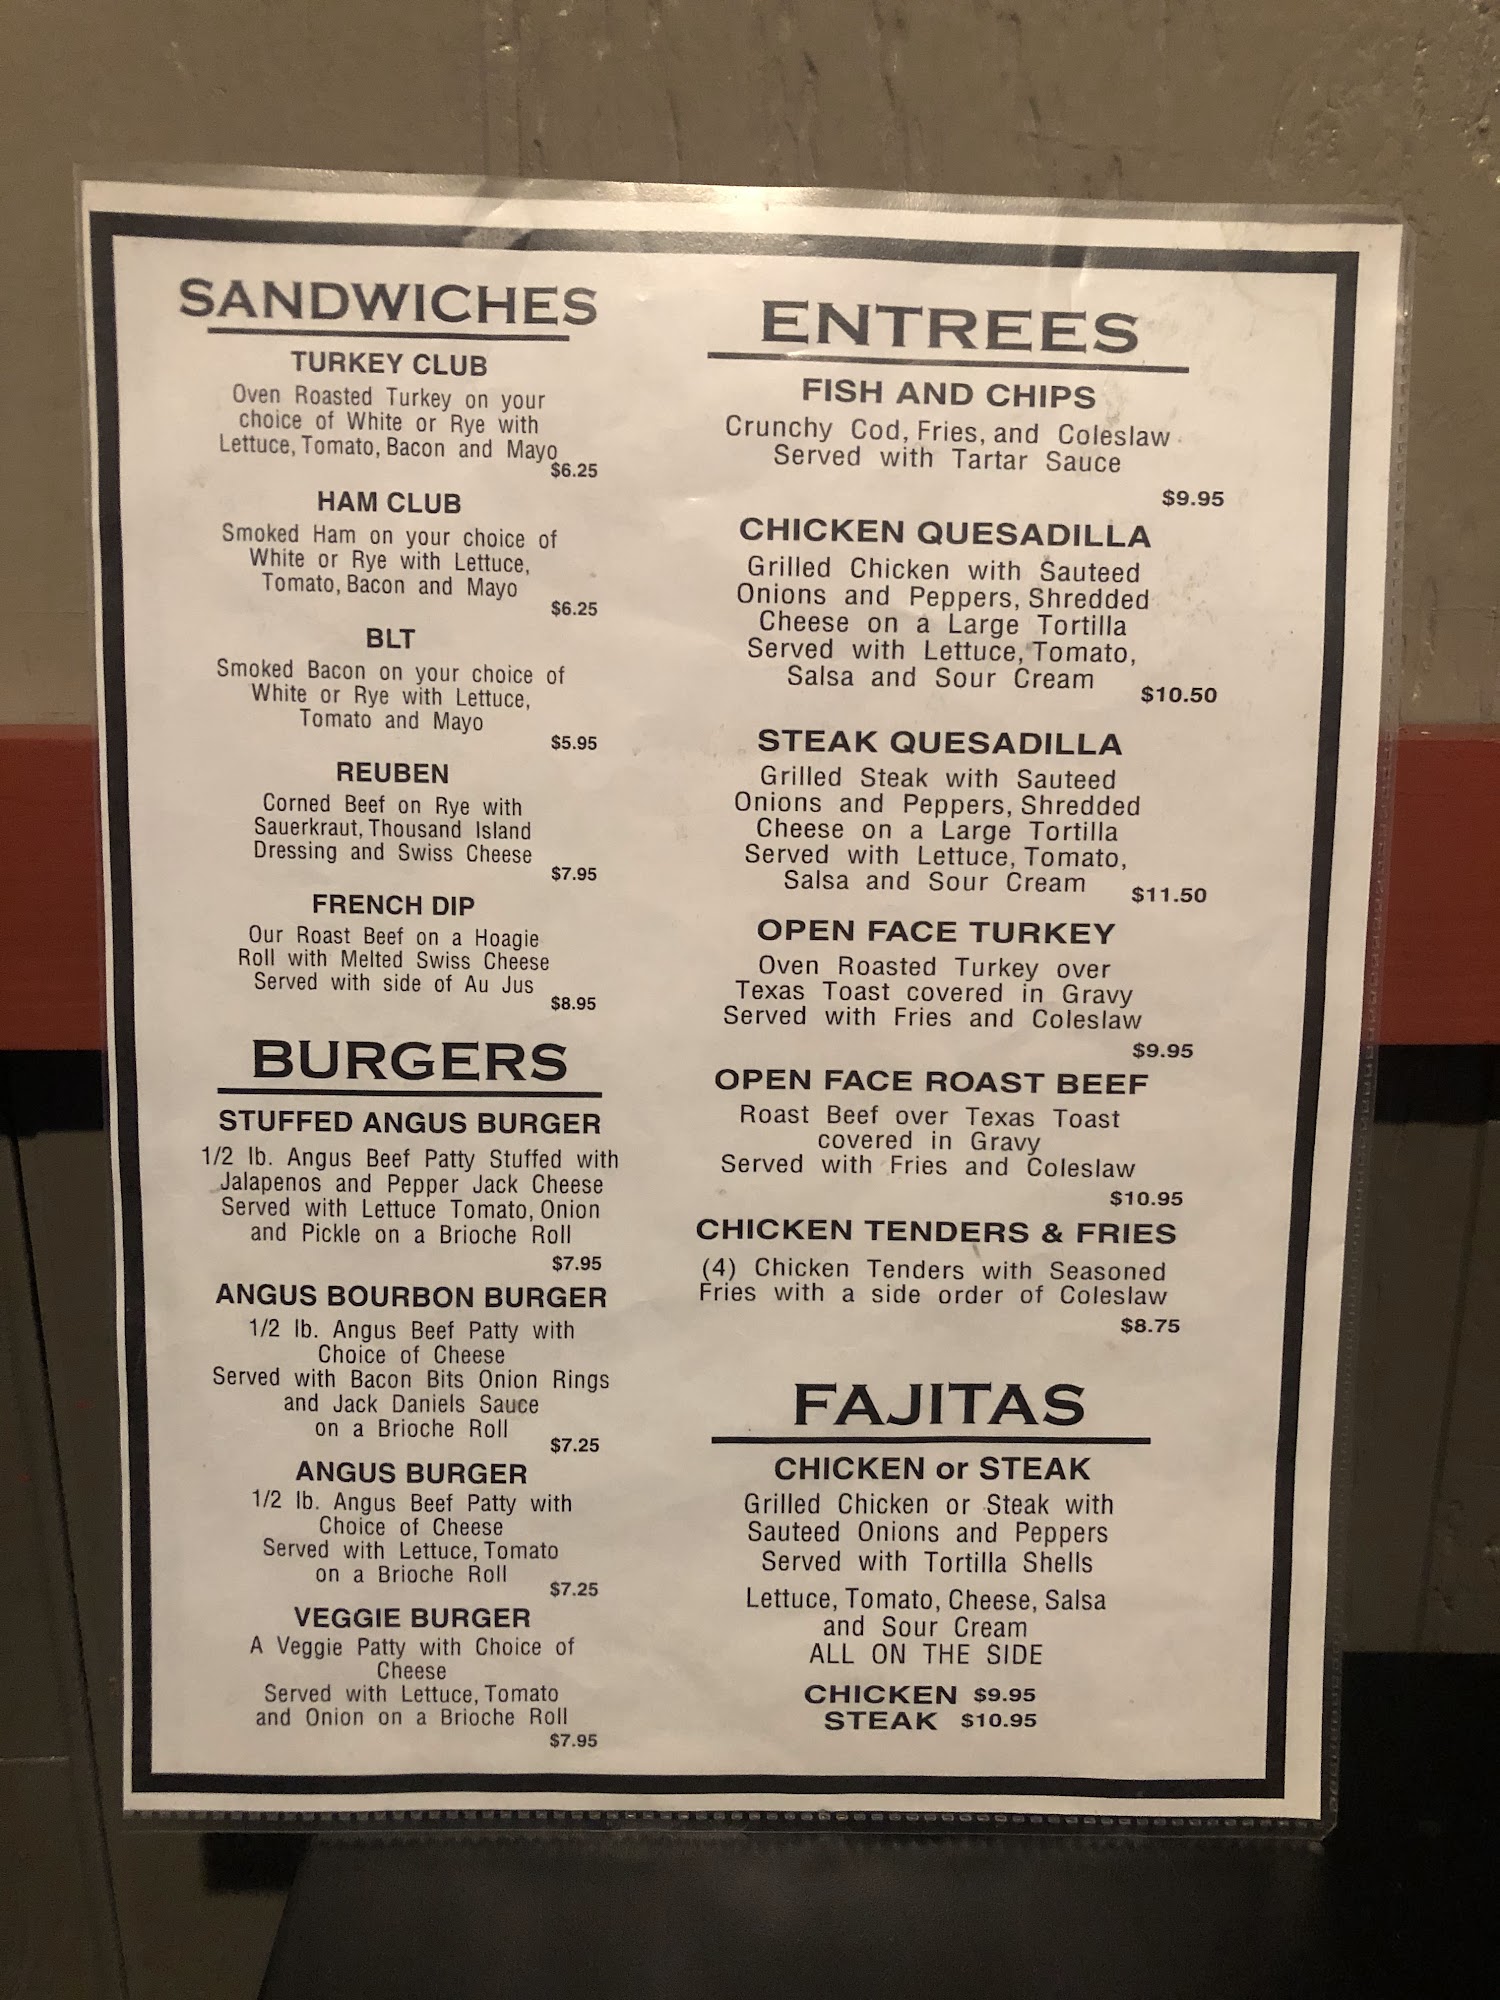 SANDWICHES
TURKEY CLUB
Oven Roasted Turkey on your
choice of White or Rye with
Lettuce, Tomato, Bacon and Mayo
$6.25
HAM CLUB
Smoked Ham on your choice of
White or Rye with Lettuce,
Tomato, Bacon and Mayo
$6.25
BLT
Smoked Bacon on your choice of
White or Rye with Lettuce,
Tomato and Mayo
$5.95
REUBEN
Corned Beef on Rye with
Sauerkraut, Thousand Island
Dressing and Swiss Cheese
$7.95
FRENCH DIP
Our Roast Beef on a Hoagie
Roll with Melted Swiss Cheese
Served with side of Au Jus
$8.95
BURGERS
STUFFED ANGUS BURGER
1/2 lb. Angus Beef Patty Stuffed with
Jalapenos and Pepper Jack Cheese
Served with Lettuce Tomato, Onion
and Pickle on a Brioche Roll
$7.95
ANGUS BOURBON BURGER
1/2 lb. Angus Beef Patty with
Choice of Cheese
Served with Bacon Bits Onion Rings
and Jack Daniels Sauce
on a Brioche Roll
$7.25
ANGUS BURGER
1/2 lb. Angus Beef Patty with
Choice of Cheese
Served with Lettuce, Tomato
on a Brioche Roll
$7.25
VEGGIE BURGER
A Veggie Patty with Choice of
Cheese
Served with Lettuce, Tomato
and Onion on a Brioche Roll
$7.95
ENTREES
FISH AND CHIPS
Crunchy Cod, Fries, and Coleslaw
Served with Tartar Sauce
$9.95
CHICKEN QUESADILLA
Grilled Chicken with Sauteed
Onions and Peppers, Shredded
Cheese on a Large Tortilla
Served with Lettuce, Tomato,
Salsa and Sour Cream
$10.50
STEAK QUESADILLA
Grilled Steak with Sauteed
Onions and Peppers, Shredded
Cheese on a Large Tortilla
Served with Lettuce, Tomato,
Salsa and Sour Cream
$11.50
OPEN FACE TURKEY
Oven Roasted Turkey over
Texas Toast covered in Gravy
Served with Fries and Coleslaw
$9.95
OPEN FACE ROAST BEEF
Roast Beef over Texas Toast
covered in Gravy
Served with Fries and Coleslaw
$10.95
CHICKEN TENDERS & FRIES
(4) Chicken Tenders with Seasoned
Fries with a side order of Coleslaw
$8.75
FAJITAS
CHICKEN or STEAK
Grilled Chicken or Steak with
Sauteed Onions and Peppers
Served with Tortilla Shells
Lettuce, Tomato, Cheese, Salsa
and Sour Cream
ALL ON THE SIDE
CHICKEN $9.95
STEAK $10.95